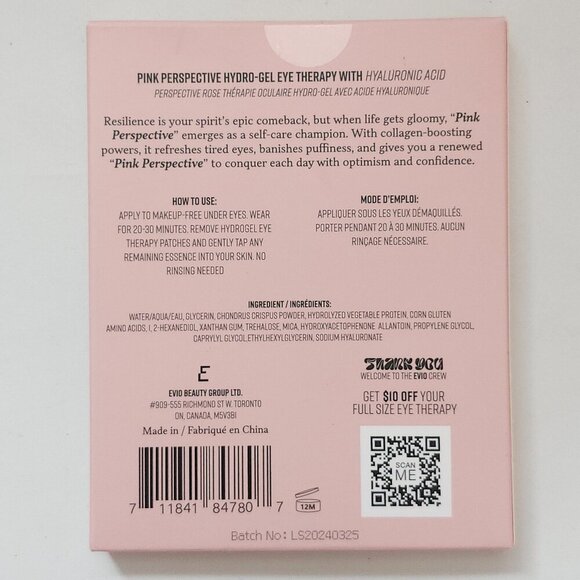 PINK PERSPECTIVE HYDRO-GEL EYE THERAPY WITH HYALURONIC ACID
PERSPECTIVE ROSE THÉRAPIE OCULAIRE HYDRO-GEL AVEC ACIDE HYALURONIQUE
Resilience is your spirit's epic comeback, but when life gets gloomy, "Pink
Perspective" emerges as a self-care champion. With collagen-boosting
powers, it refreshes tired eyes, banishes puffiness, and gives you a renewed
"Pink Perspective" to conquer each day with optimism and confidence.
HOW TO USE:
APPLY TO MAKEUP-FREE UNDER EYES. WEAR
FOR 20-30 MINUTES. REMOVE HYDROGEL EYE
THERAPY PATCHES AND GENTLY TAP ANY
REMAINING ESSENCE INTO YOUR SKIN. NO
RINSING NEEDED
MODE D'EMPLOI:
APPLIQUER SOUS LES YEUX DÉMAQUILLÉS.
PORTER PENDANT 20 À 30 MINUTES. AUCUN
RINÇAGE NÉCESSAIRE.
INGREDIENT / INGRÉDIENTS:
WATER/AQUA/EAU, GLYCERIN, CHONDRUS CRISPUS POWDER, HYDROLYZED VEGETABLE PROTEIN, CORN GLUTEN
AMINO ACIDS, 1, 2-HEXANEDIOL, XANTHAN GUM, TREHALOSE, MICA, HYDROXYACETOPHENONE ALLANTOIN, PROPYLENE GLYCOL,
CAPRYLYL GLYCOL,ETHYLHEXYLGLYCERIN, SODIUM HYALURONATE
E
EVIO BEAUTY GROUP LTD.
#909-555 RICHMOND ST W. TORONTO
ON, CANADA, M5V3B1
Made in / Fabriqué en China
THANK YOU
WELCOME TO THE EVIO CREW
GET $10 OFF YOUR
FULL SIZE EYE THERAPY
SCAN
ME
7 11841 84780 7
12M
Batch No: LS20240325